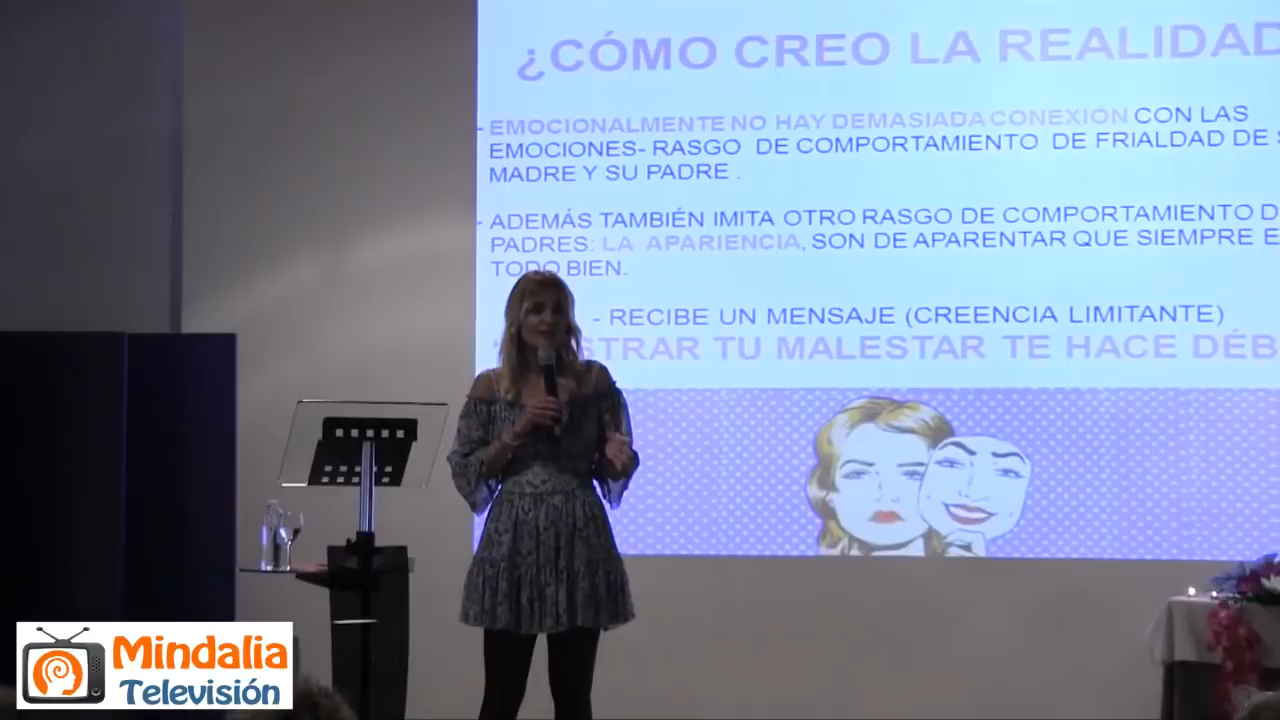 ¿CÓMO CREO LA REALIDAD
- EMOCIONALMENTE NO HAY DEMASIADA CONEXIÓN CON LAS
EMOCIONES- RASGO DE COMPORTAMIENTO DE FRIALDAD DE
MADRE Y SU PADRE .
- ADEMÁS TAMBIÉN IMITA OTRO RASGO DE COMPORTAMIENTO
PADRES: LA APARIENCIA, SON DE APARENTAR QUE SIEMPRE
TODO BIEN.
- RECIBE UN MENSAJE (CREENCIA LIMITANTE)
STRAR TU MALESTAR TE HACE DÉB
Mindalia
Televisión